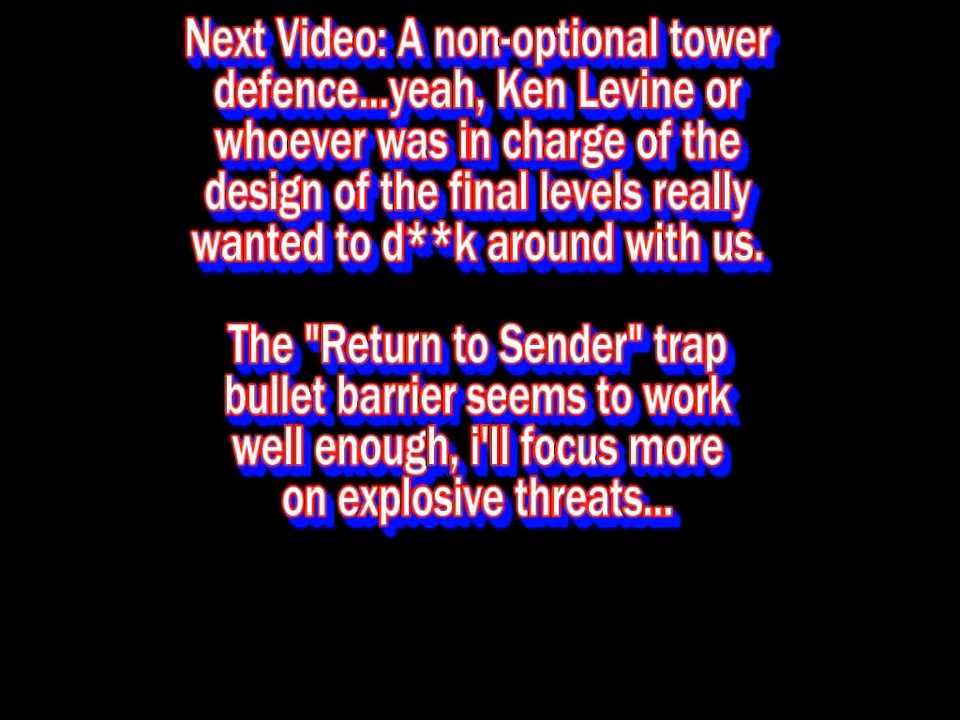 Next Video: A non-optional tower
defence...yeah, Ken Levine or
whoever was in charge of the
design of the final levels really
wanted to d**k around with us.
The "Return to Sender" trap
bullet barrier seems to work
well enough, i'll focus more
on explosive threats...